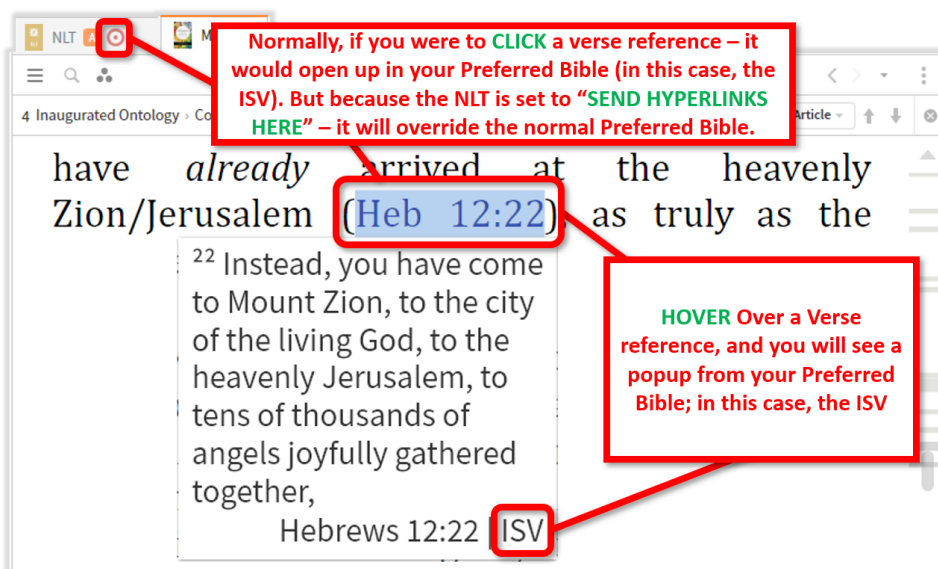 NLT A
Normally, if you were to CLICK a verse reference – it
would open up in your Preferred Bible (in this case, the
ISV). But because the NLT is set to “SEND HYPERLINKS
HERE” – it will override the normal Preferred Bible.
4 Inaugurated Ontology › Co
Article
have already arrived at the heavenly
Zion/Jerusalem (Heb 12:22), as truly as the
22 Instead, you have come
to Mount Zion, to the city
of the living God, to the
heavenly Jerusalem, to
tens of thousands of
angels joyfully gathered
together,
Hebrews 12:22 | ISV
HOVER Over a Verse
reference, and you will see a
popup from your Preferred
Bible; in this case, the ISV